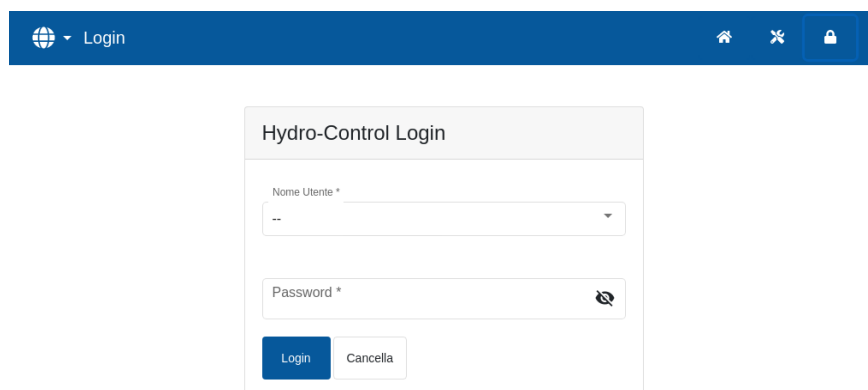 Login
Hydro-Control Login
Nome Utente *
--
Password *
Login Cancella